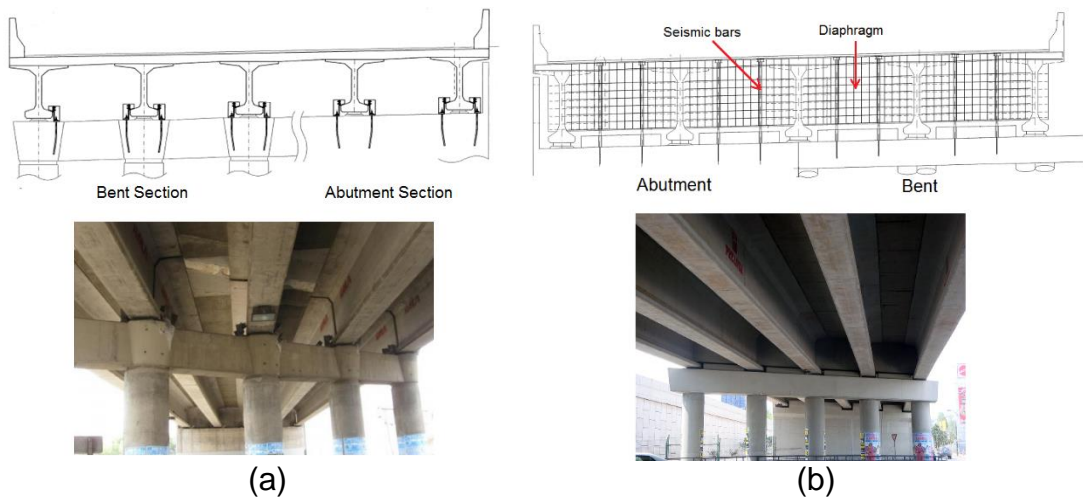 Seismic bars
Diaphragm
Bent Section
Abutment Section
Abutment
Bent
(a)
(b)